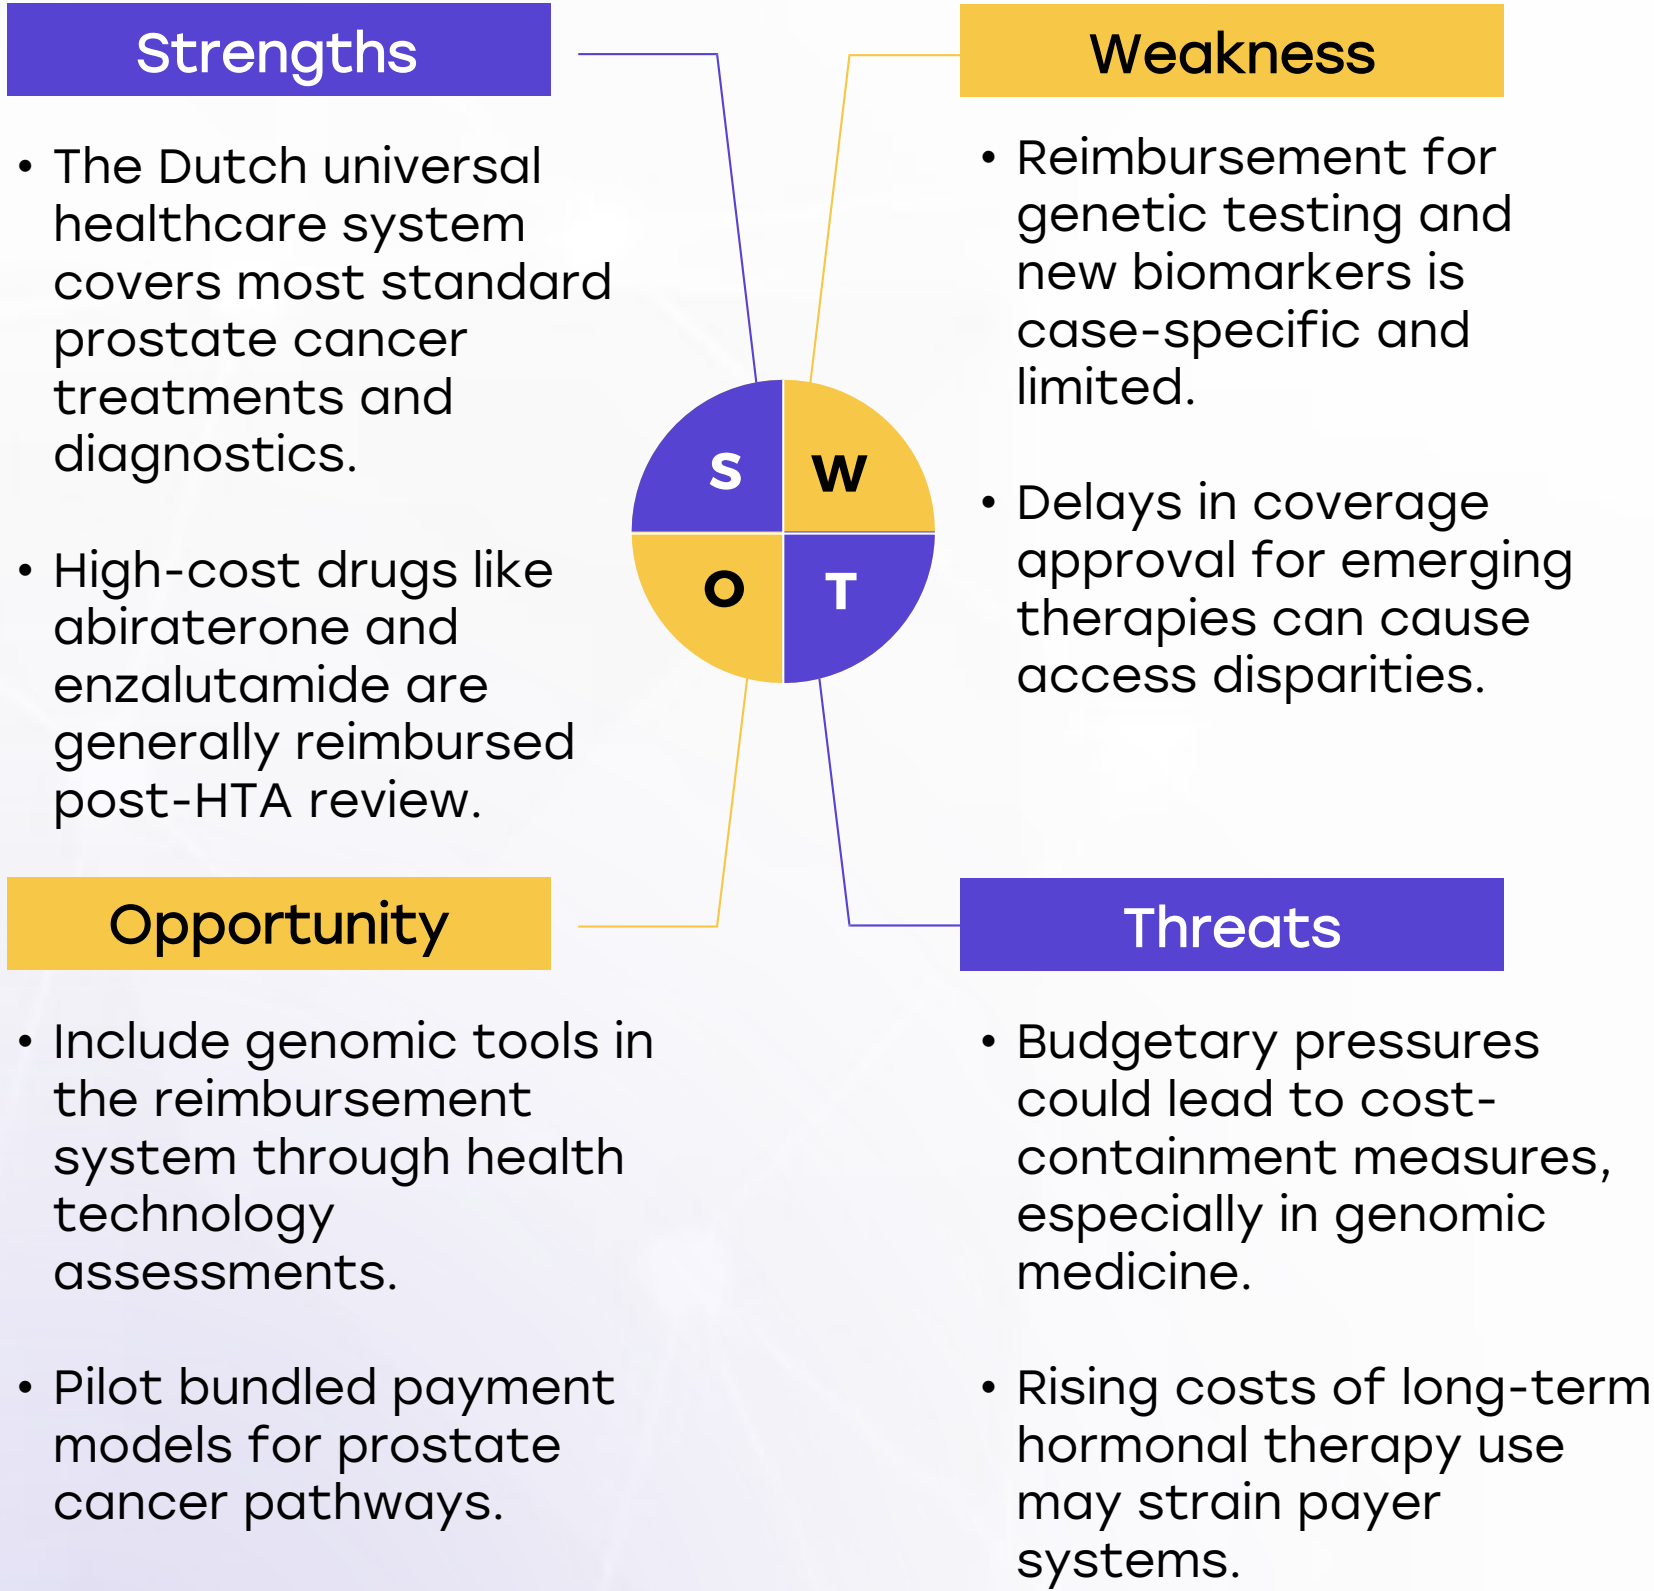 Strengths
• The Dutch universal
healthcare system
covers most standard
prostate cancer
treatments and
diagnostics.
• High-cost drugs like
abiraterone and
enzalutamide are
generally reimbursed
post-HTA review.
Weakness
• Reimbursement for
genetic testing and
new biomarkers is
case-specific and
limited.
• Delays in coverage
approval for emerging
therapies can cause
access disparities.
S W
O T
Opportunity
• Include genomic tools in
the reimbursement
system through health
technology
assessments.
• Pilot bundled payment
models for prostate
cancer pathways.
Threats
• Budgetary pressures
could lead to cost-
containment measures,
especially in genomic
medicine.
• Rising costs of long-term
hormonal therapy use
may strain payer
systems.